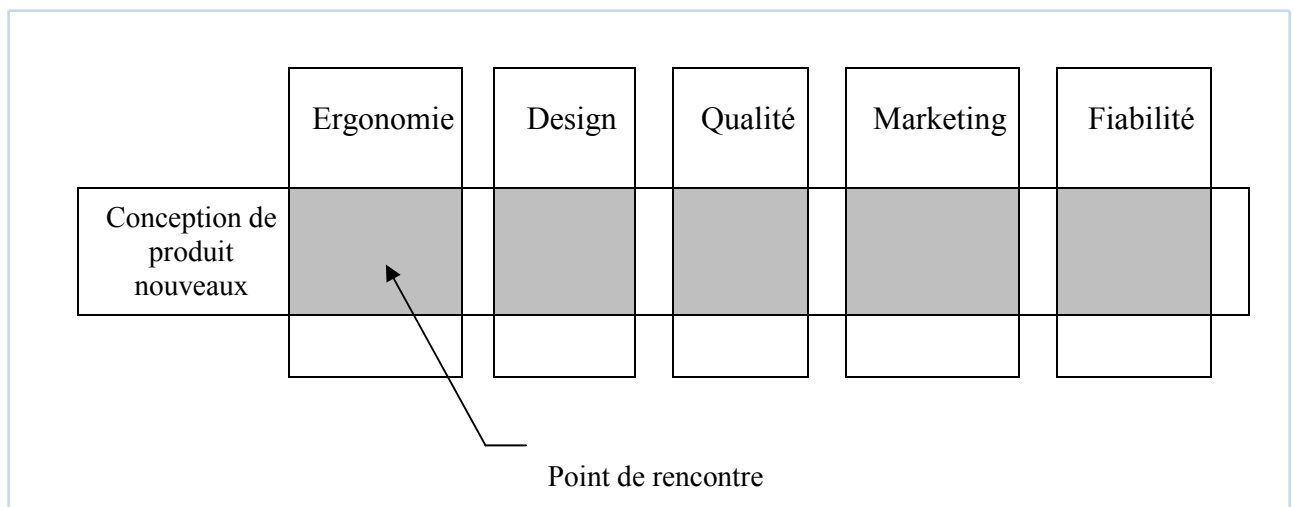 Ergonomie Design Qualité Marketing Fiabilité
Conception de
produit
nouveaux
Point de rencontre